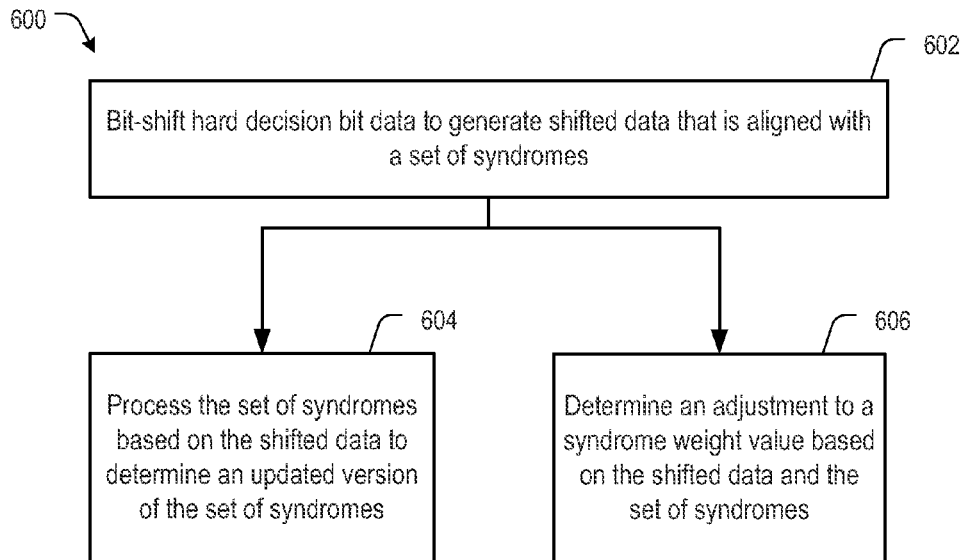 600
602
Bit-shift hard decision bit data to generate shifted data that is aligned with
a set of syndromes
604
606
Process the set of syndromes
based on the shifted data to
determine an updated version
of the set of syndromes
Determine an adjustment to a
syndrome weight value based
on the shifted data and the
set of syndromes